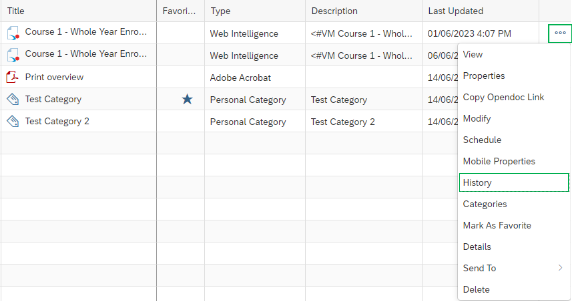 Title Favori... Type Description Last Updated
Course 1 - Whole Year Enro... Web Intelligence <#VM Course 1 - Whol... 01/06/2023 4:07 PM
Course 1 - Whole Year Enro... Web Intelligence <#VM Course 1 - Whol... 06/06/2
Print overview Adobe Acrobat 14/06/2
Test Category Personal Category Test Category 14/06/2
Test Category 2 Personal Category Test Category 2 14/06/2
View
Properties
Copy Opendoc Link
Modify
Schedule
Mobile Properties
History
Categories
Mark As Favorite
Details
Send To
Delete